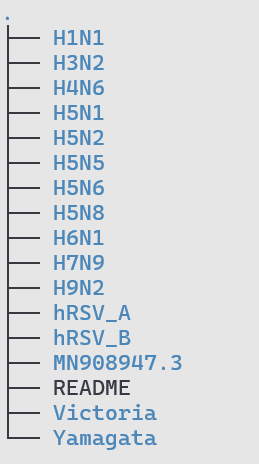 .
H1N1
H3N2
H4N6
H5N1
H5N2
H5N5
H5N6
H5N8
H6N1
H7N9
H9N2
hRSV_A
hRSV_B
MN908947.3
README
Victoria
Yamagata